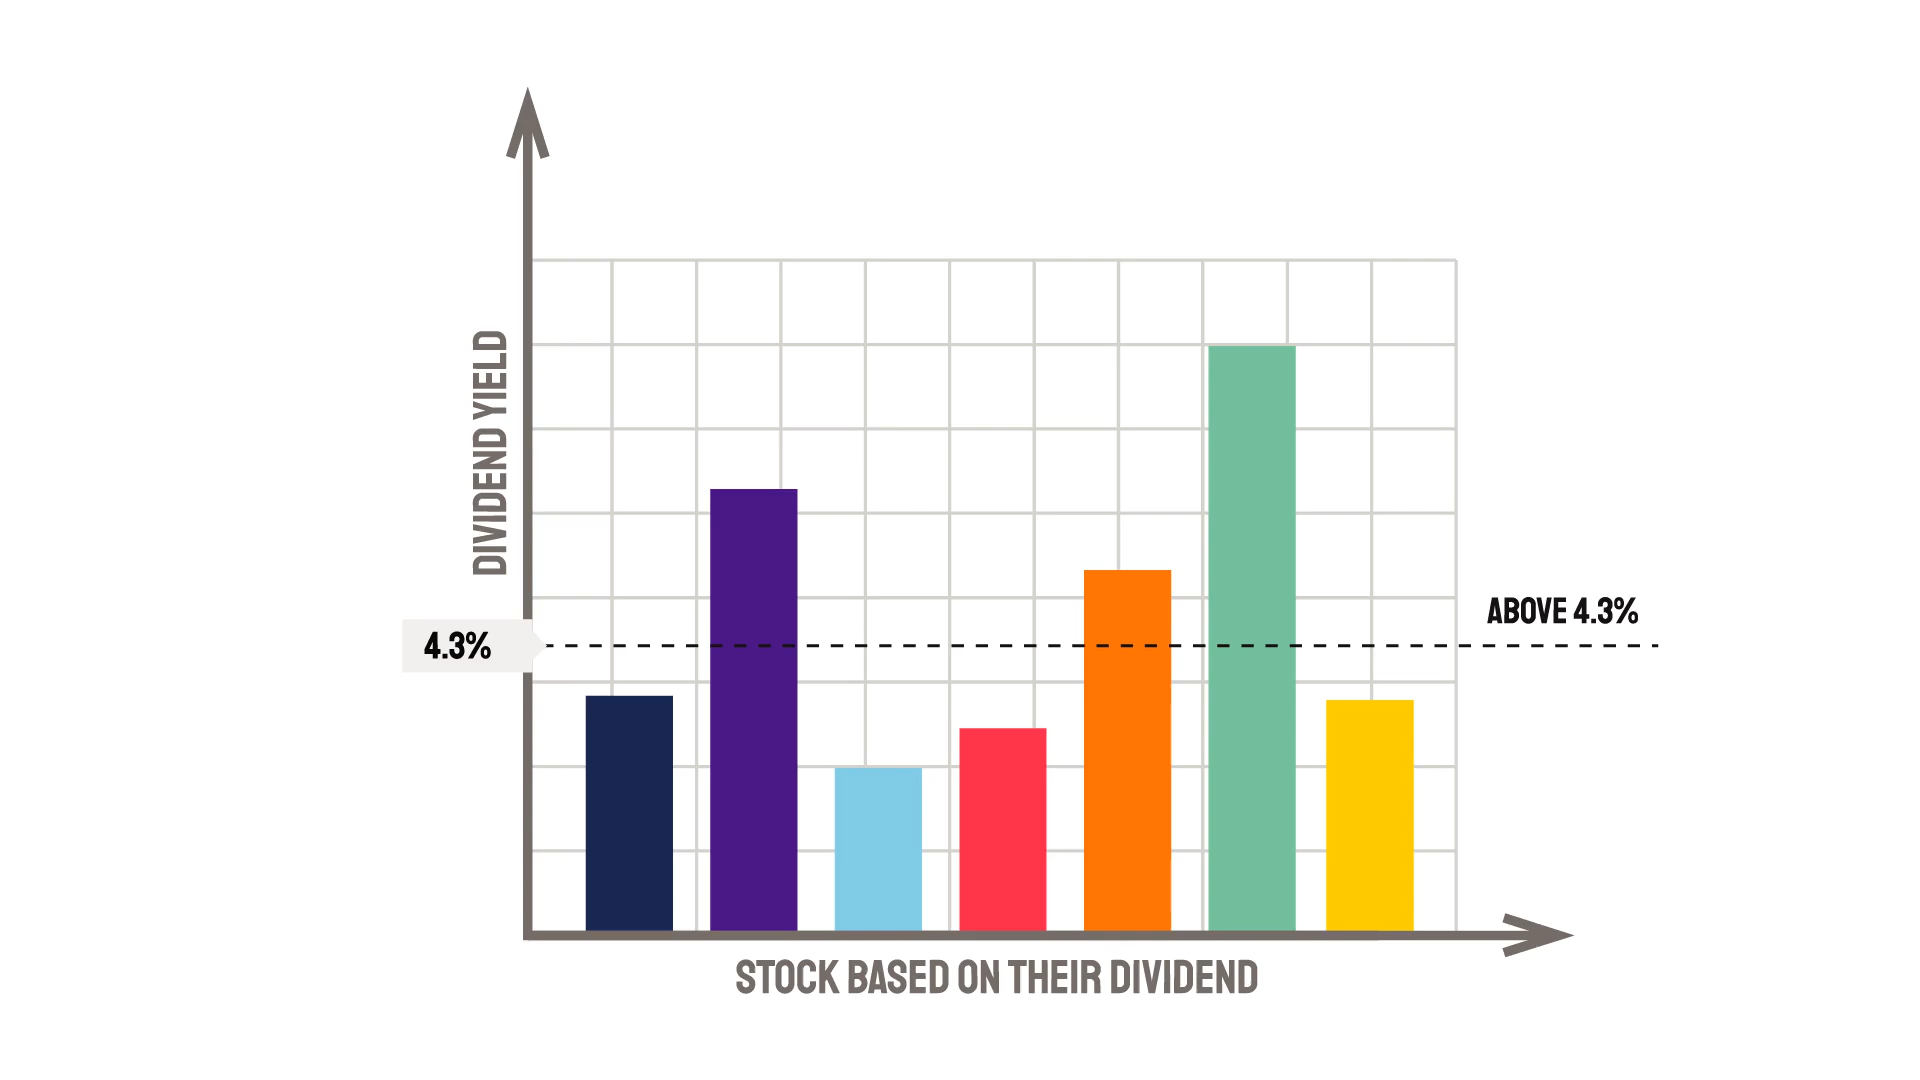 DIVIDEND YIELD
ABOVE 4.3%
4.3%
STOCK BASED ON THEIR DIVIDEND